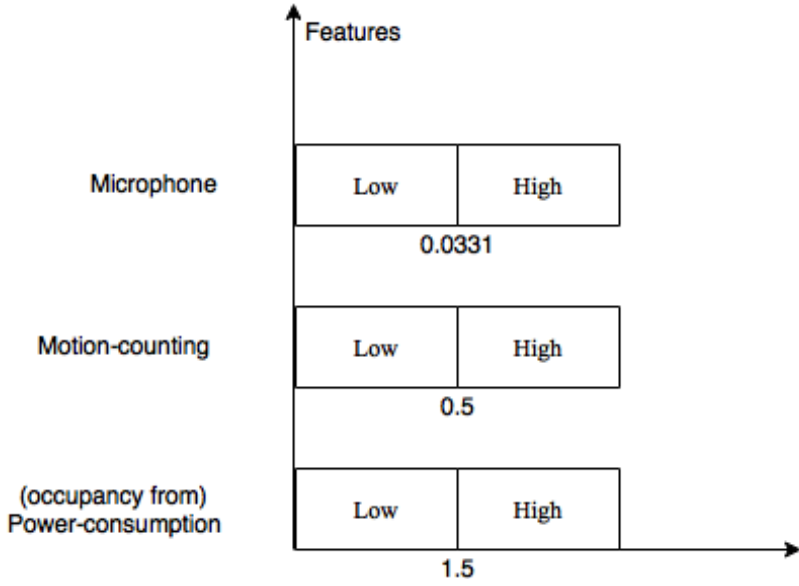 Features
Microphone
Low
High
0.0331
Motion-counting
Low
High
0.5
(occupancy from)
Power-consumption
Low
High
1.5